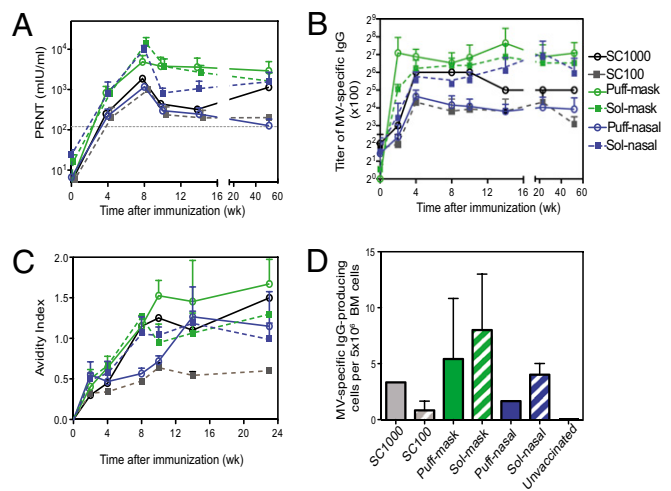 A
PRNT (mIU/ml)
10⁴
10³
10²
10¹
0 4 8 12 16 20 40 60
Time after immunization (wk)
B
Titer of MV-specific IgG
(x100)
2⁹
2⁸
2⁷
2⁶
2⁵
2⁴
2³
2²
2¹
2⁰
0 4 8 12 16 20 40 60
Time after immunization (wk)
SC1000
SC100
Puff-mask
Sol-mask
Puff-nasal
Sol-nasal
C
Avidity Index
2.0
1.5
1.0
0.5
0.0
0 4 8 12 16 20 24
Time after immunization (wk)
D
MV-specific IgG-producing
cells per 5x10⁶ BM cells
15
10
5
0
SC1000
SC100
Puff-mask
Sol-mask
Puff-nasal
Sol-nasal
Unvaccinated